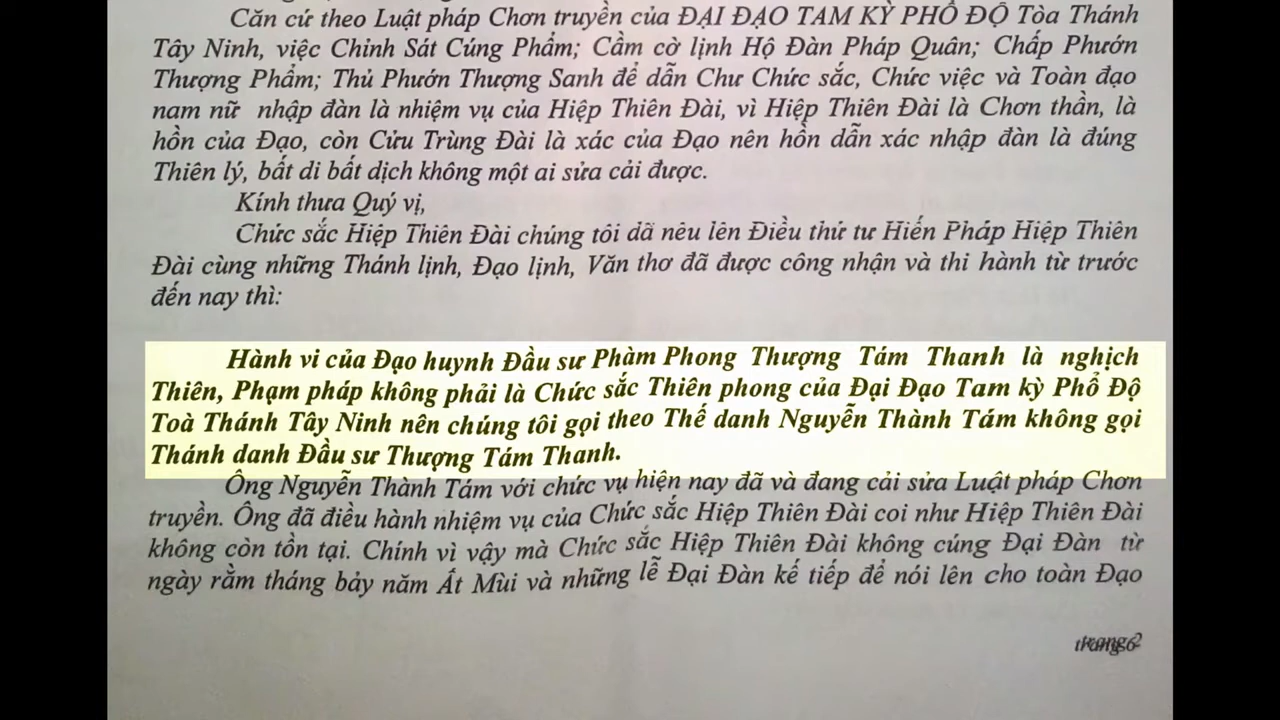 Căn cứ theo Luật pháp Chơn truyền của ĐẠI ĐẠO TAM KỲ PHỔ ĐỘ Tòa Thánh
Tây Ninh, việc Chỉnh Sát Cúng Phẩm; Cầm cờ lịnh Hộ Đàn Pháp Quân; Chấp Phướn
Thượng Phẩm; Thủ Phướn Thượng Sanh để dẫn Chư Chức sắc, Chức việc và Toàn đạo
nam nữ nhập đàn là nhiệm vụ của Hiệp Thiên Đài, vì Hiệp Thiên Đài là Chơn thần, là
hồn của Đạo, còn Cửu Trùng Đài là xác của Đạo nên hồn dẫn xác nhập đàn là đúng
Thiên lý, bất di bất dịch không một ai sửa cải được.
Kính thưa Quý vị,
Chức sắc Hiệp Thiên Đài chúng tôi dã nêu lên Điều thứ tư Hiến Pháp Hiệp Thiên
Đài cùng những Thánh lịnh, Đạo lịnh, Văn thơ đã được công nhận và thi hành từ trước
đến nay thì:
Hành vi của Đạo huynh Đầu sư Phàm Phong Thượng Tám Thanh là nghịch
Thiên, Phạm pháp không phải là Chức sắc Thiên phong của Đại Đạo Tam kỳ Phổ Độ
Toà Thánh Tây Ninh nên chúng tôi gọi theo Thế danh Nguyễn Thành Tám không gọi
Thánh danh Đầu sư Thượng Tám Thanh.
Ông Nguyễn Thành Tám với chức vụ hiện nay đã và đang cải sửa Luật pháp Chơn
truyền. Ông đã điều hành nhiệm vụ của Chức sắc Hiệp Thiên Đài coi như Hiệp Thiên Đài
không còn tồn tại. Chính vì vậy mà Chức sắc Hiệp Thiên Đài không cúng Đại Đàn từ
ngày rằm tháng bảy năm Ất Mùi và những lễ Đại Đàn kế tiếp để nói lên cho toàn Đạo